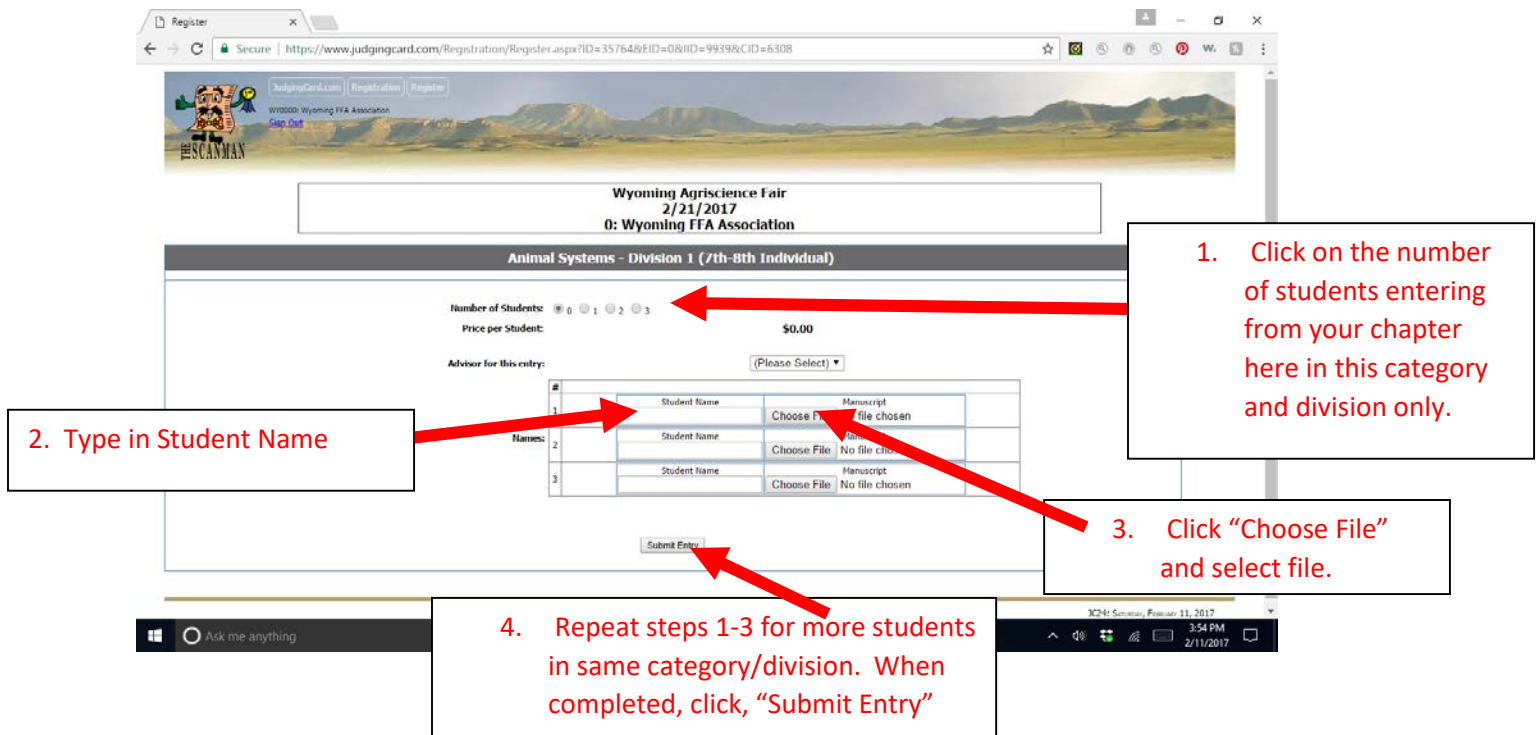 Register
Secure | https://www.judgingcard.com/Registration/Register.aspx?ID=35764&EID=0&IID=9939&CID=6308
W.
JudgingCard.com Registration Register
WY0000: Wyoming FFA Association
Sign Out
THE SCANMAN
Wyoming Agriscience Fair
2/21/2017
0: Wyoming FFA Association
Animal Systems - Division 1 (7th-8th Individual)
Number of Students: 0 1 2 3
Price per Student: $0.00
Advisor for this entry: (Please Select)
#
Names:
1 Student Name Manuscript
Choose File file chosen
2 Student Name
Choose File No file chosen
3 Student Name Manuscript
Choose File No file chosen
Submit Entry
1. Click on the number
of students entering
from your chapter
here in this category
and division only.
2. Type in Student Name
3. Click “Choose File”
and select file.
4. Repeat steps 1-3 for more students
in same category/division. When
completed, click, “Submit Entry”
JC24: Saturday, February 11, 2017
Ask me anything
3:54 PM
2/11/2017